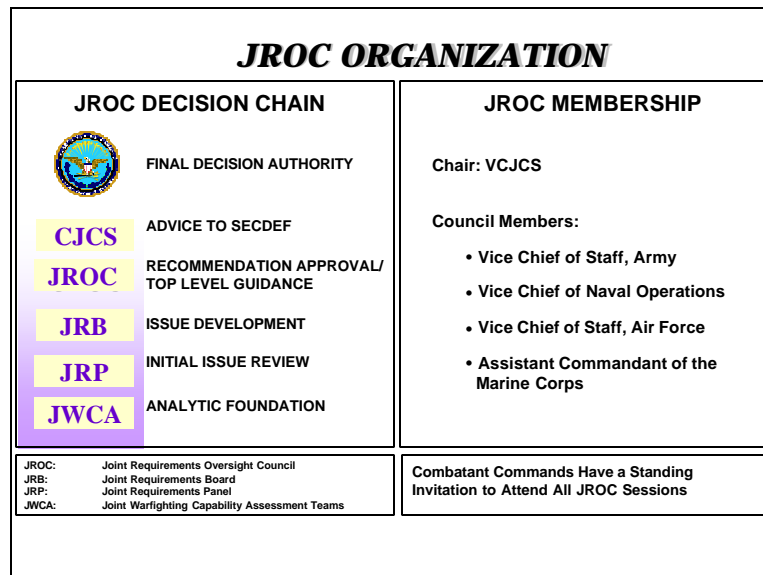 JROC ORGANIZATION
JROC DECISION CHAIN
FINAL DECISION AUTHORITY
CJCS
ADVICE TO SECDEF
JROC
RECOMMENDATION APPROVAL/
TOP LEVEL GUIDANCE
JRB
ISSUE DEVELOPMENT
JRP
INITIAL ISSUE REVIEW
JWCA
ANALYTIC FOUNDATION
JROC MEMBERSHIP
Chair: VCJCS
Council Members:
• Vice Chief of Staff, Army
• Vice Chief of Naval Operations
• Vice Chief of Staff, Air Force
• Assistant Commandant of the
Marine Corps
JROC: Joint Requirements Oversight Council
JRB: Joint Requirements Board
JRP: Joint Requirements Panel
JWCA: Joint Warfighting Capability Assessment Teams
Combatant Commands Have a Standing
Invitation to Attend All JROC Sessions